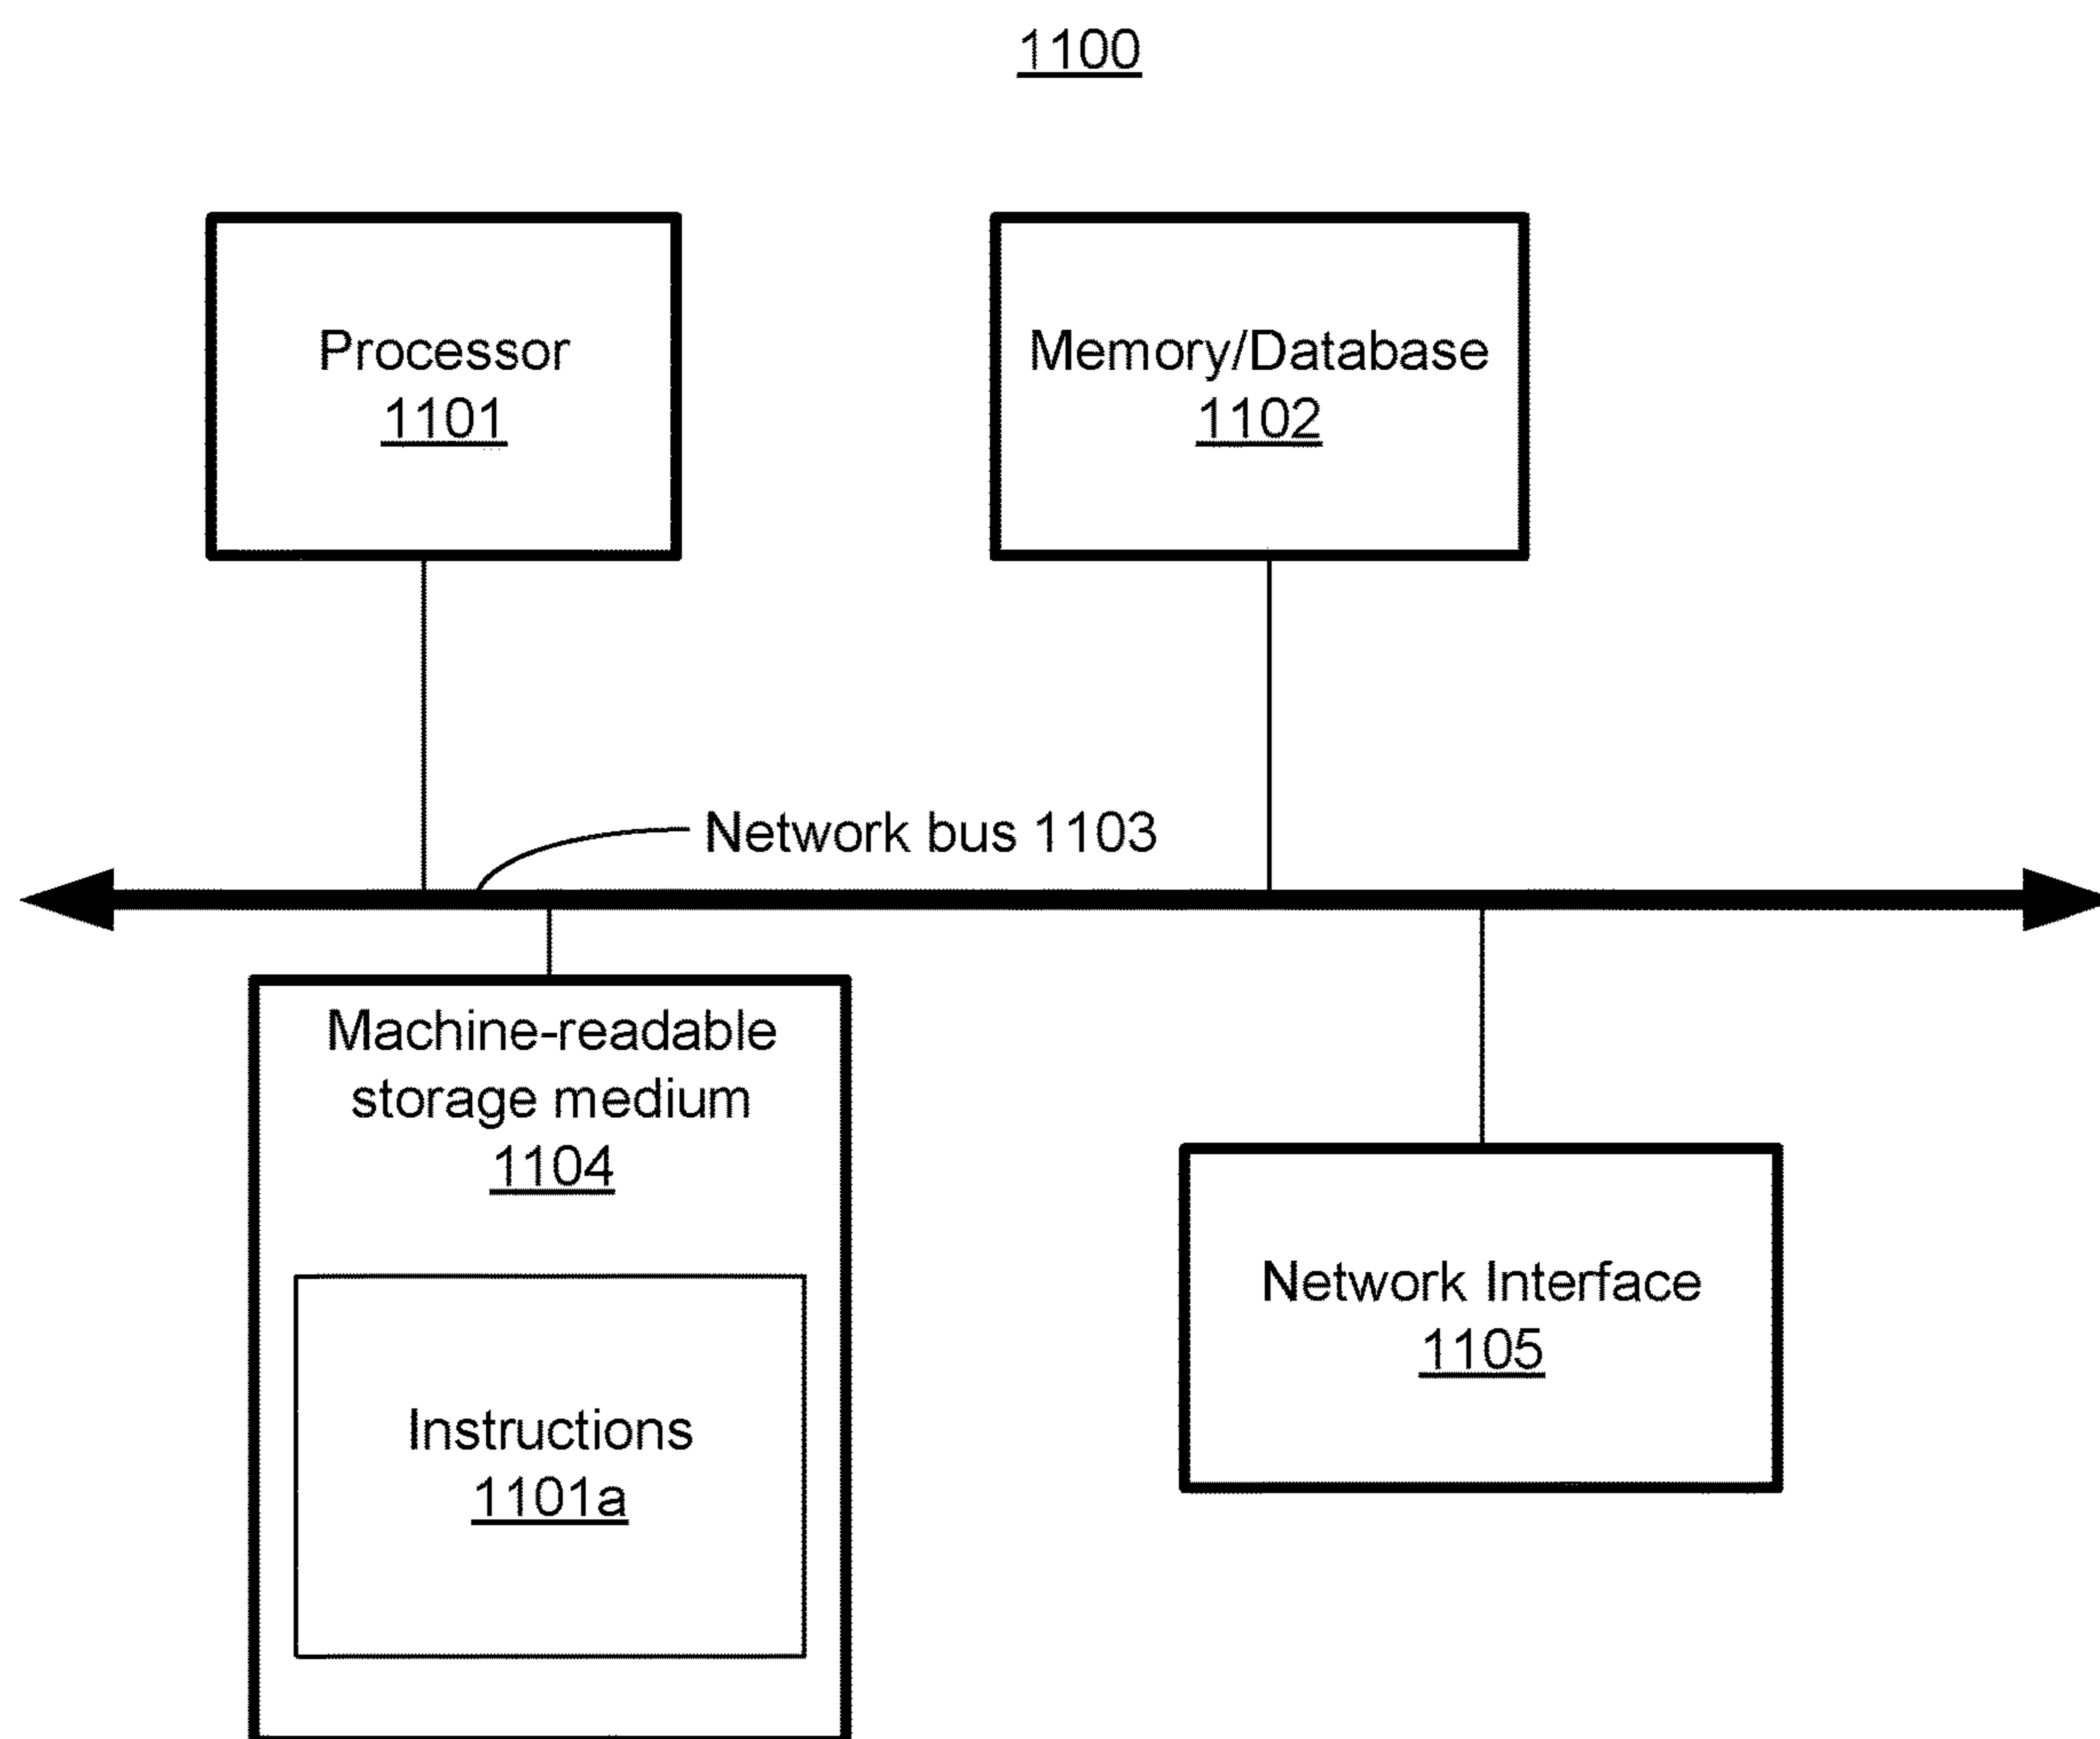 1100
Processor
1101
Memory/Database
1102
Network bus 1103
Machine-readable
storage medium
1104
Instructions
1101a
Network Interface
1105